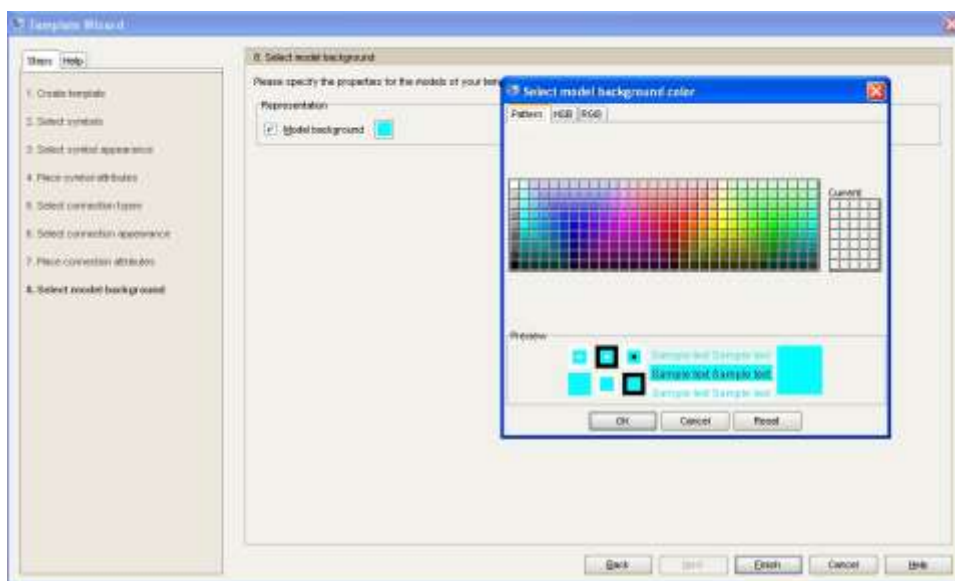 Template Wizard
Steps Help
1. Create template
2. Select symbols
3. Select symbol appearance
4. Place symbol attributes
5. Select connection types
6. Select connection appearance
7. Place connection attributes
8. Select model background
8. Select model background
Please specify the properties for the models of your tem
Representation
Model background
Select model background color
Pattern HSB RGB
Current
Preview
Sample text Sample text
Sample text Sample text
Sample text Sample text
OK Cancel Reset
Back Next Finish Cancel Help